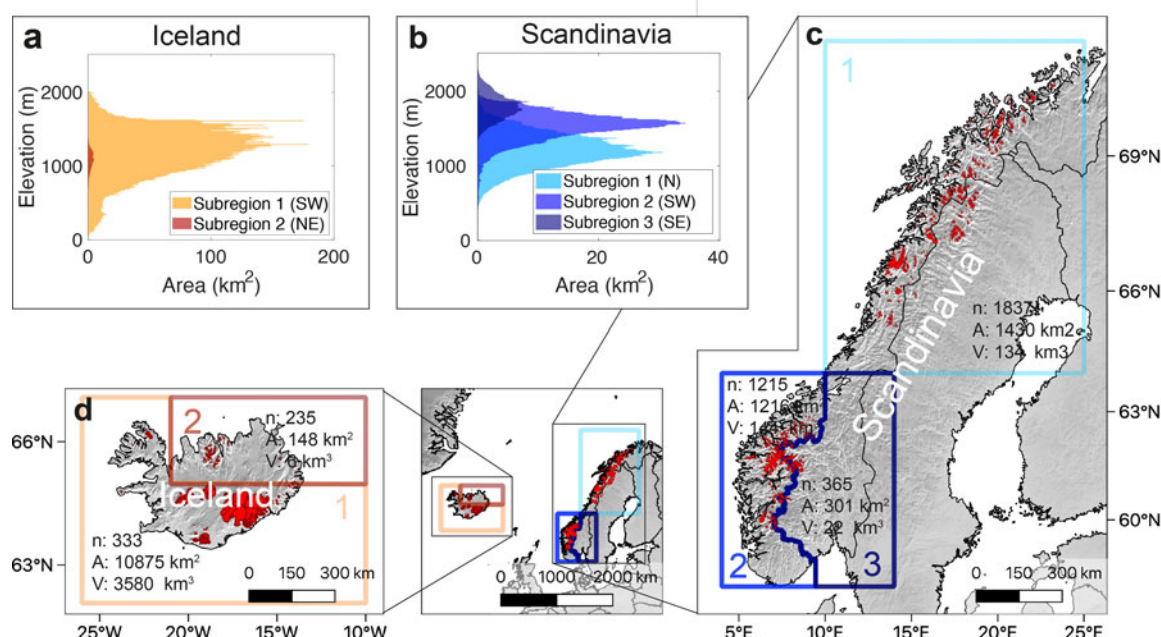 a
Iceland
Elevation (m)
2000
1000
0
Subregion 1 (SW)
Subregion 2 (NE)
0
100
200
Area (km²)
b
Scandinavia
Elevation (m)
2000
1000
0
Subregion 1 (N)
Subregion 2 (SW)
Subregion 3 (SE)
0
20
40
Area (km²)
c
1
69°N
66°N
63°N
60°N
Scandinavia
n: 1837
A: 1430 km2
V: 134 km3
n: 1215
A: 1216
V:
n: 365
A: 301 km²
V: 22 km³
2
3
0 150 300 km
5°E
10°E
15°E
20°E
25°E
d
2
n: 235
A: 148 km²
V: 6 km³
66°N
63°N
Iceland
1
n: 333
A: 10875 km²
V: 3580 km³
0 150 300 km
25°W
20°W
15°W
10°W
0 1000 2000 km